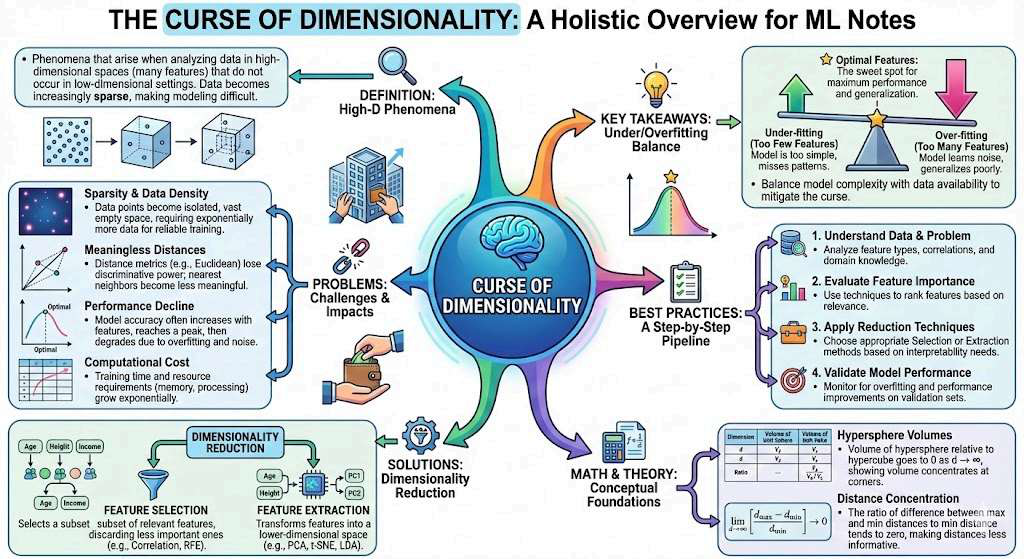 THE CURSE OF DIMENSIONALITY: A Holistic Overview for ML Notes
• Phenomena that arise when analyzing data in high-
dimensional spaces (many features) that do not
occur in low-dimensional settings. Data becomes
increasingly sparse, making modeling difficult.
DEFINITION:
High-D Phenomena
KEY TAKEAWAYS:
Under/Overfitting
Balance
Optimal Features:
The sweet spot for
maximum performance
and generalization.
Under-fitting
(Too Few Features)
Model is too simple,
misses patterns.
Over-fitting
(Too Many Features)
Model learns noise,
generalizes poorly.
• Balance model complexity with data availability to
mitigate the curse.
Sparsity & Data Density
• Data points become isolated, vast
empty space, requiring exponentially
more data for reliable training.
Meaningless Distances
• Distance metrics (e.g., Euclidean) lose
discriminative power; nearest
neighbors become less meaningful.
Optimal
Optimal
Performance Decline
• Model accuracy often increases with
features, reaches a peak, then
degrades due to overfitting and noise.
Computational Cost
• Training time and resource
requirements (memory, processing)
grow exponentially.
PROBLEMS:
Challenges &
Impacts
CURSE OF
DIMENSIONALITY
BEST PRACTICES:
A Step-by-Step
Pipeline
1. Understand Data & Problem
• Analyze feature types, correlations, and
domain knowledge.
2. Evaluate Feature Importance
• Use techniques to rank features based on
relevance.
3. Apply Reduction Techniques
• Choose appropriate Selection or Extraction
methods based on interpretability needs.
4. Validate Model Performance
• Monitor for overfitting and performance
improvements on validation sets.
DIMENSIONALITY
REDUCTION
Age
Height
Income
Age
Income
Selects a subset
FEATURE SELECTION
subset of relevant features,
discarding less important ones
(e.g., Correlation, RFE).
Age
Height
PC1
PC2
FEATURE EXTRACTION
Transforms features into a
lower-dimensional space
(e.g., PCA, t-SNE, LDA).
SOLUTIONS:
Dimensionality
Reduction
MATH & THEORY:
Conceptual
Foundations
Dimension Volume of Volume of
d
d
Ratio ...
Hypersphere Volumes
• Volume of hypersphere relative to
hypercube goes to 0 as d → ∞,
showing volume concentrates at
corners.
lim d→∞ [(dmax − dmin) / dmin] → 0
Distance Concentration
• The ratio of difference between max
and min distances to min distance
tends to zero, making distances less
informative.